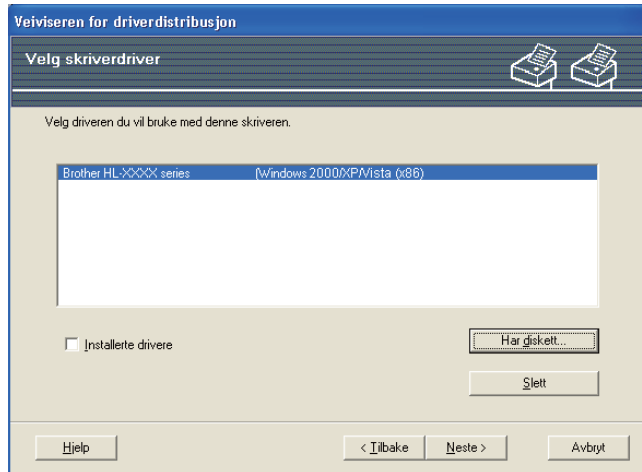 Veiviseren for driverdistribusjon
Velg skriverdriver
Velg driveren du vil bruke med denne skriveren.
Brother HL-XXXX series (Windows 2000/XP/Vista (x86)
Installerte drivere
Har diskett...
Slett
Hjelp
< Tilbake
Neste >
Avbryt